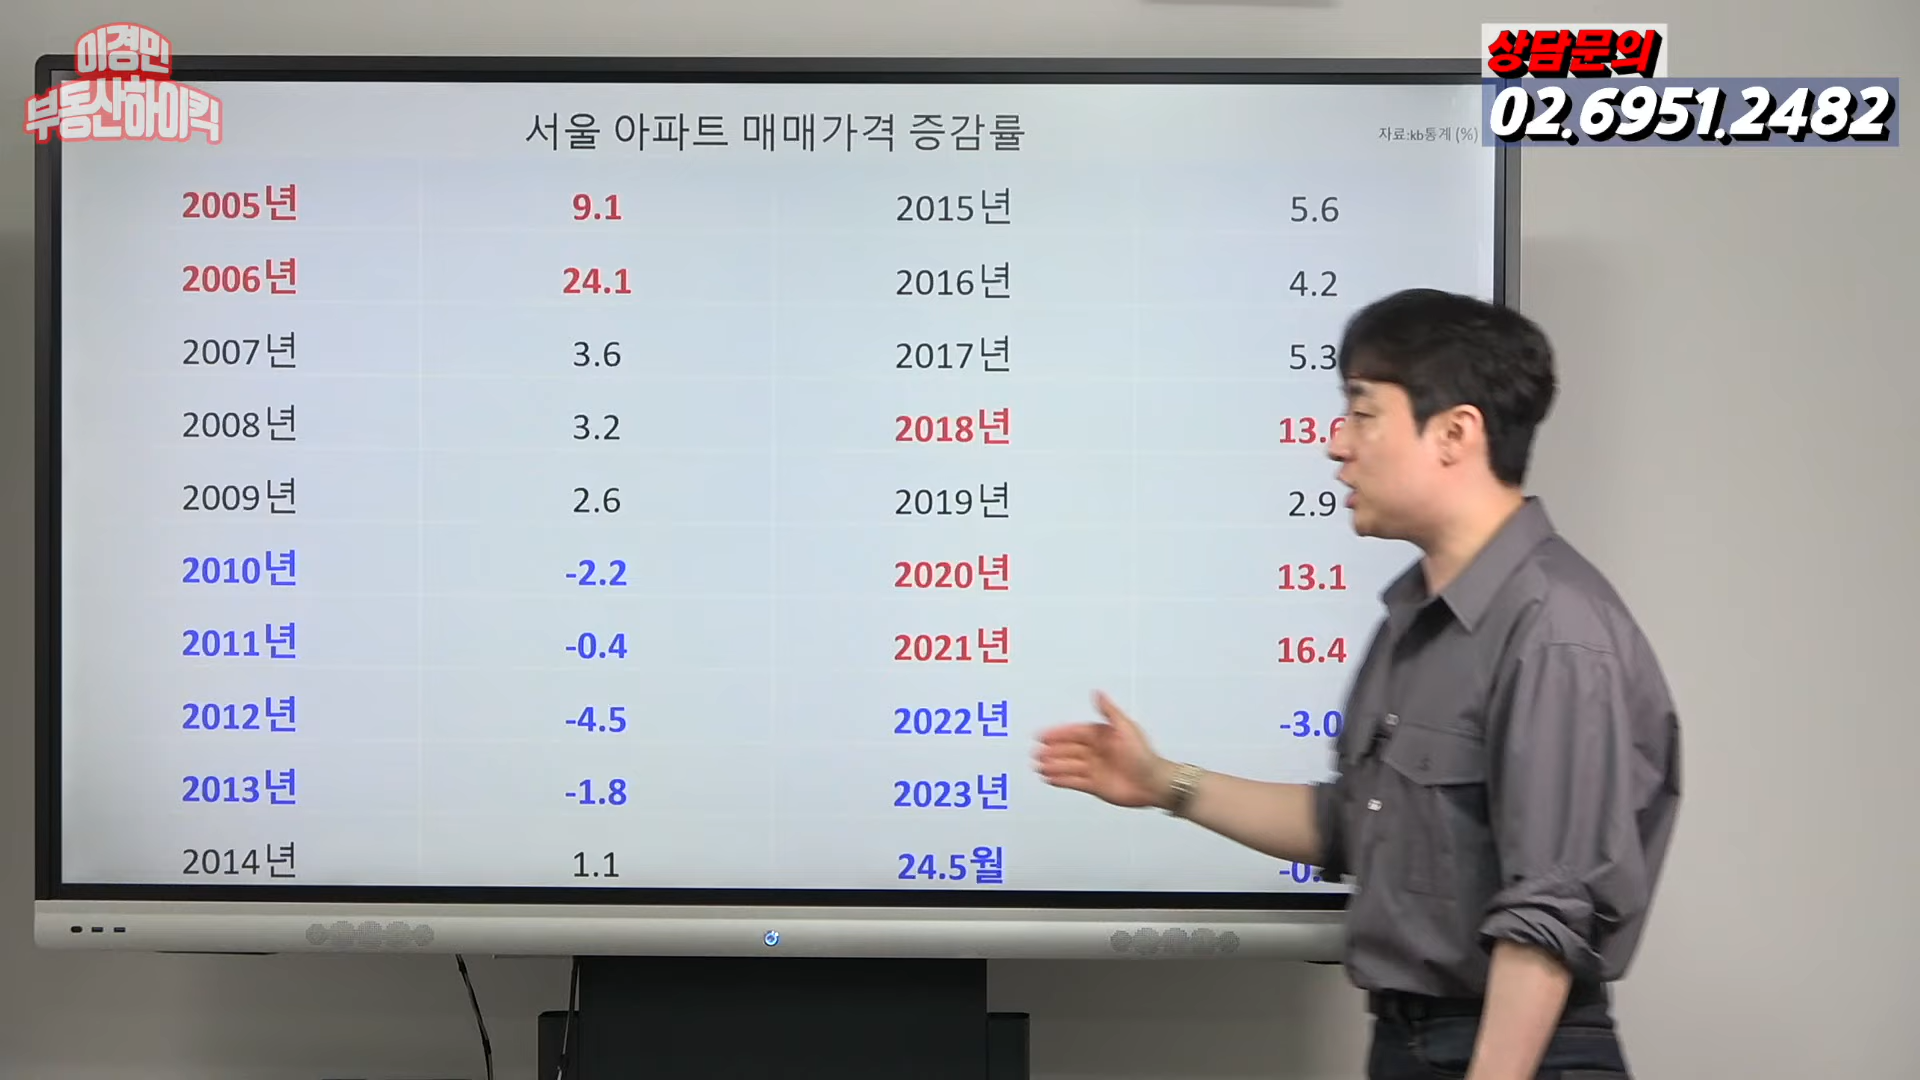 이경민
부동산하이킥
상담문의
02.6951.2482
서울 아파트 매매가격 증감률
자료:kb통계 (%)
2005년 9.1 2015년 5.6
2006년 24.1 2016년 4.2
2007년 3.6 2017년 5.3
2008년 3.2 2018년 13.6
2009년 2.6 2019년 2.9
2010년 -2.2 2020년 13.1
2011년 -0.4 2021년 16.4
2012년 -4.5 2022년 -3.0
2013년 -1.8 2023년
2014년 1.1 24.5월